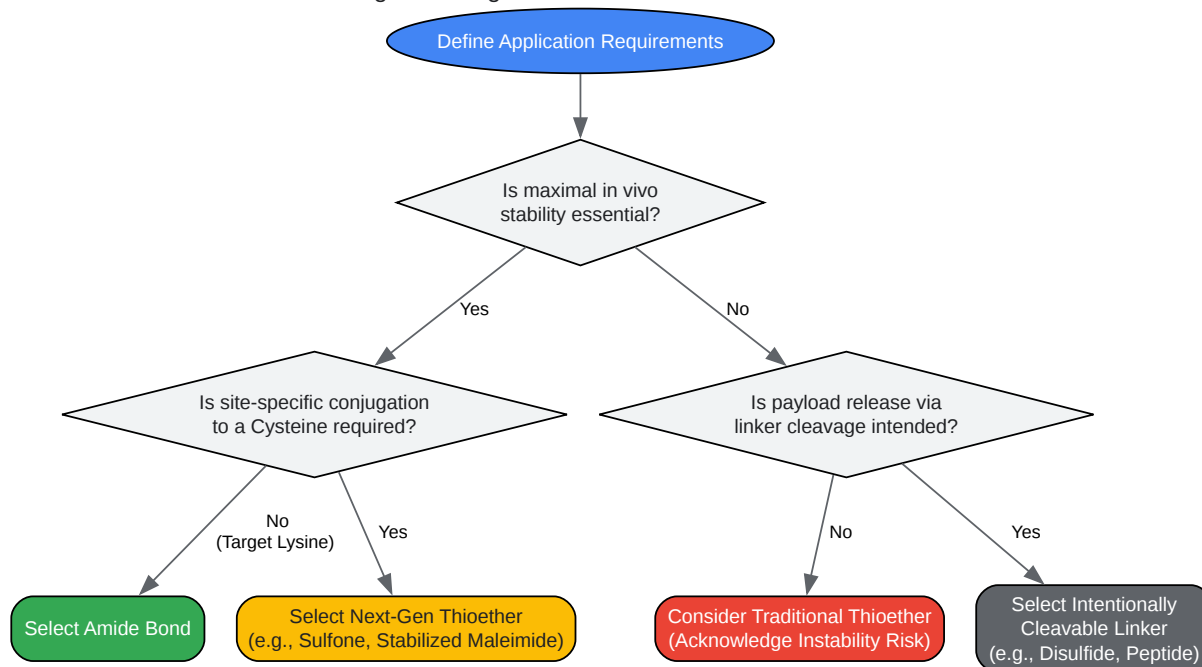 Define Application Requirements
Is maximal in vivo
stability essential?
Yes
No
Is site-specific conjugation
to a Cysteine required?
Is payload release via
linker cleavage intended?
No
(Target Lysine)
Yes
No
Yes
Select Amide Bond
Select Next-Gen Thioether
(e.g., Sulfone, Stabilized Maleimide)
Consider Traditional Thioether
(Acknowledge Instability Risk)
Select Intentionally
Cleavable Linker
(e.g., Disulfide, Peptide)